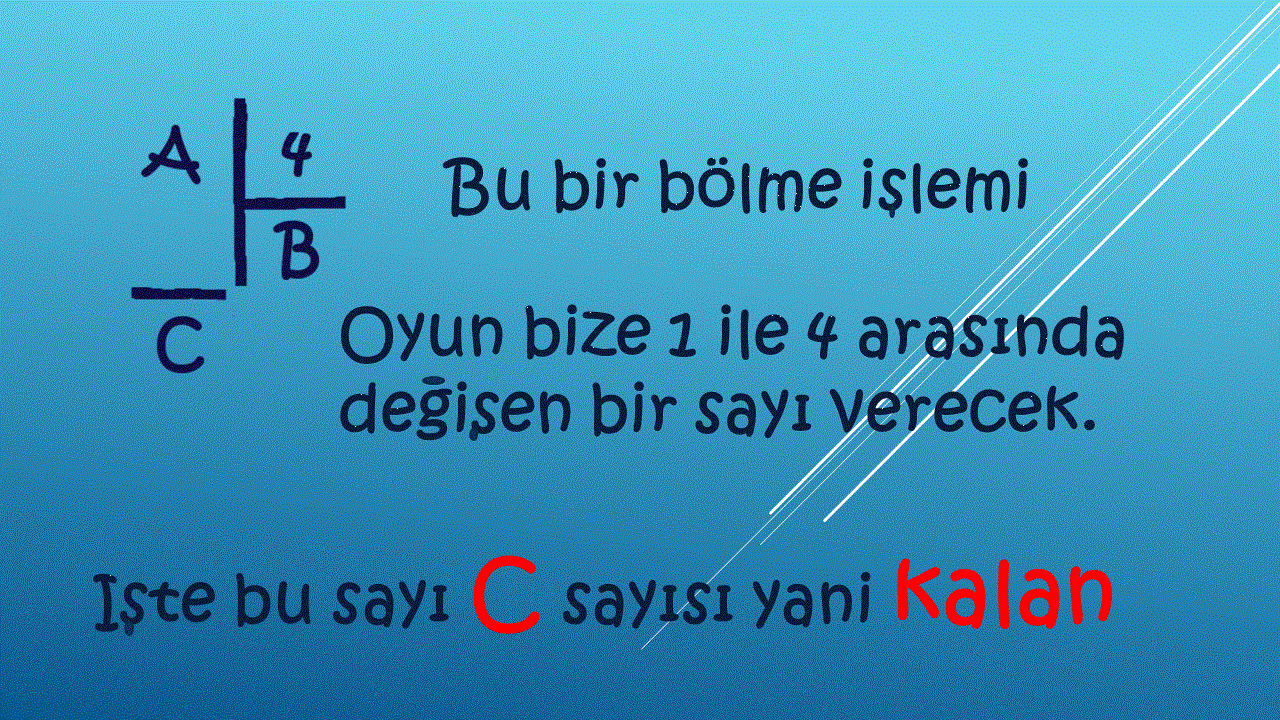 A 4
B
C
Bu bir bölme işlemi
Oyun bize 1 ile 4 arasında
değişen bir sayı verecek.
Işte bu sayı C sayısı yani kalan